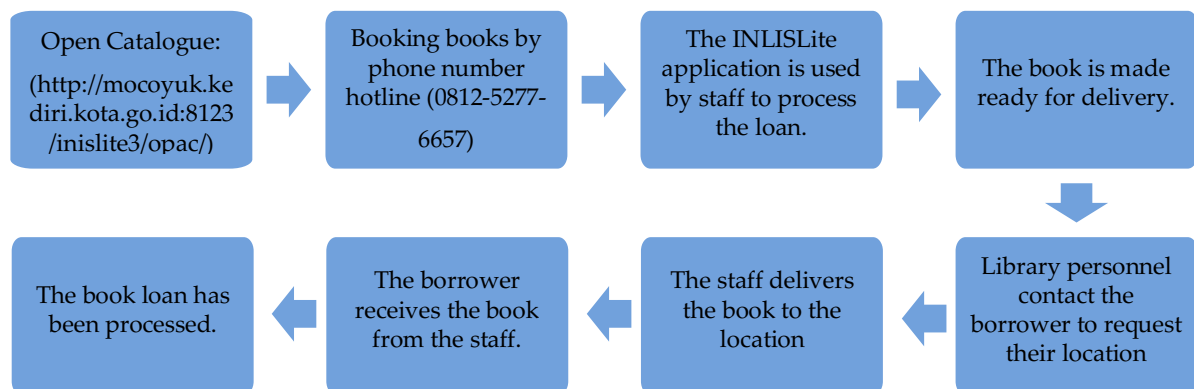 Open Catalogue:
(http://mocoyuk.ke
diri.kota.go.id:8123
/inislite3/opac/)
Booking books by
phone number
hotline (0812-5277-
6657)
The INLISLite
application is used
by staff to process
the loan.
The book is made
ready for delivery.
Library personnel
contact the
borrower to request
their location
The staff delivers
the book to the
location
The borrower
receives the book
from the staff.
The book loan has
been processed.